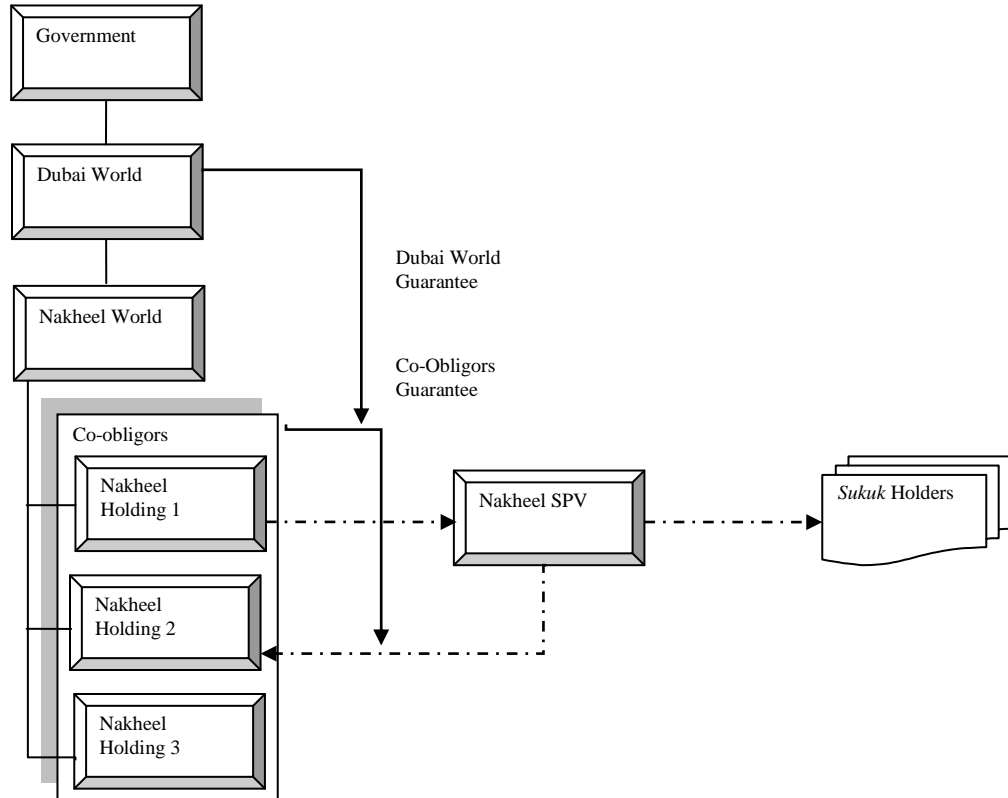 Government
Dubai World
Dubai World
Guarantee
Nakheel World
Co-Obligors
Guarantee
Co-obligors
Nakheel
Holding 1
Nakheel SPV
Sukuk Holders
Nakheel
Holding 2
Nakheel
Holding 3